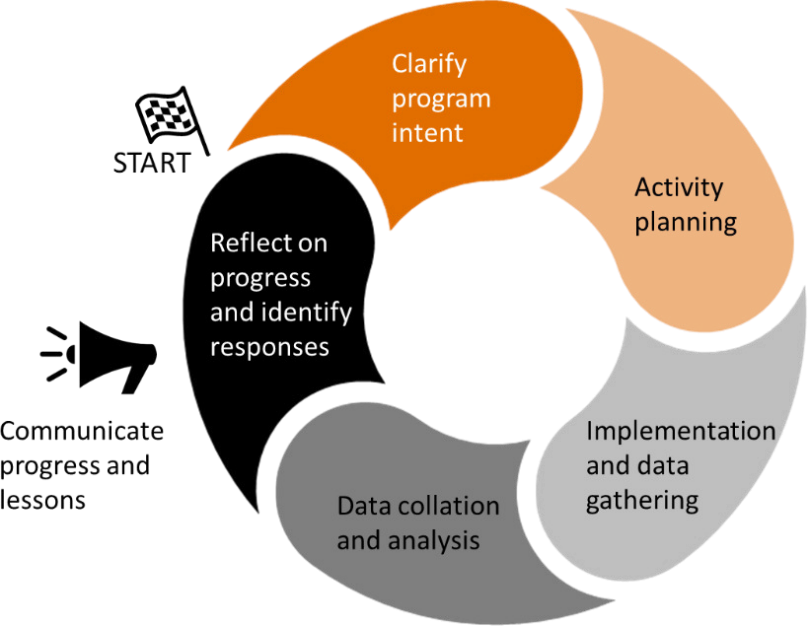 START
Clarify
program
intent
Activity
planning
Implementation
and data
gathering
Data collation
and analysis
Reflect on
progress
and identify
responses
Communicate
progress and
lessons